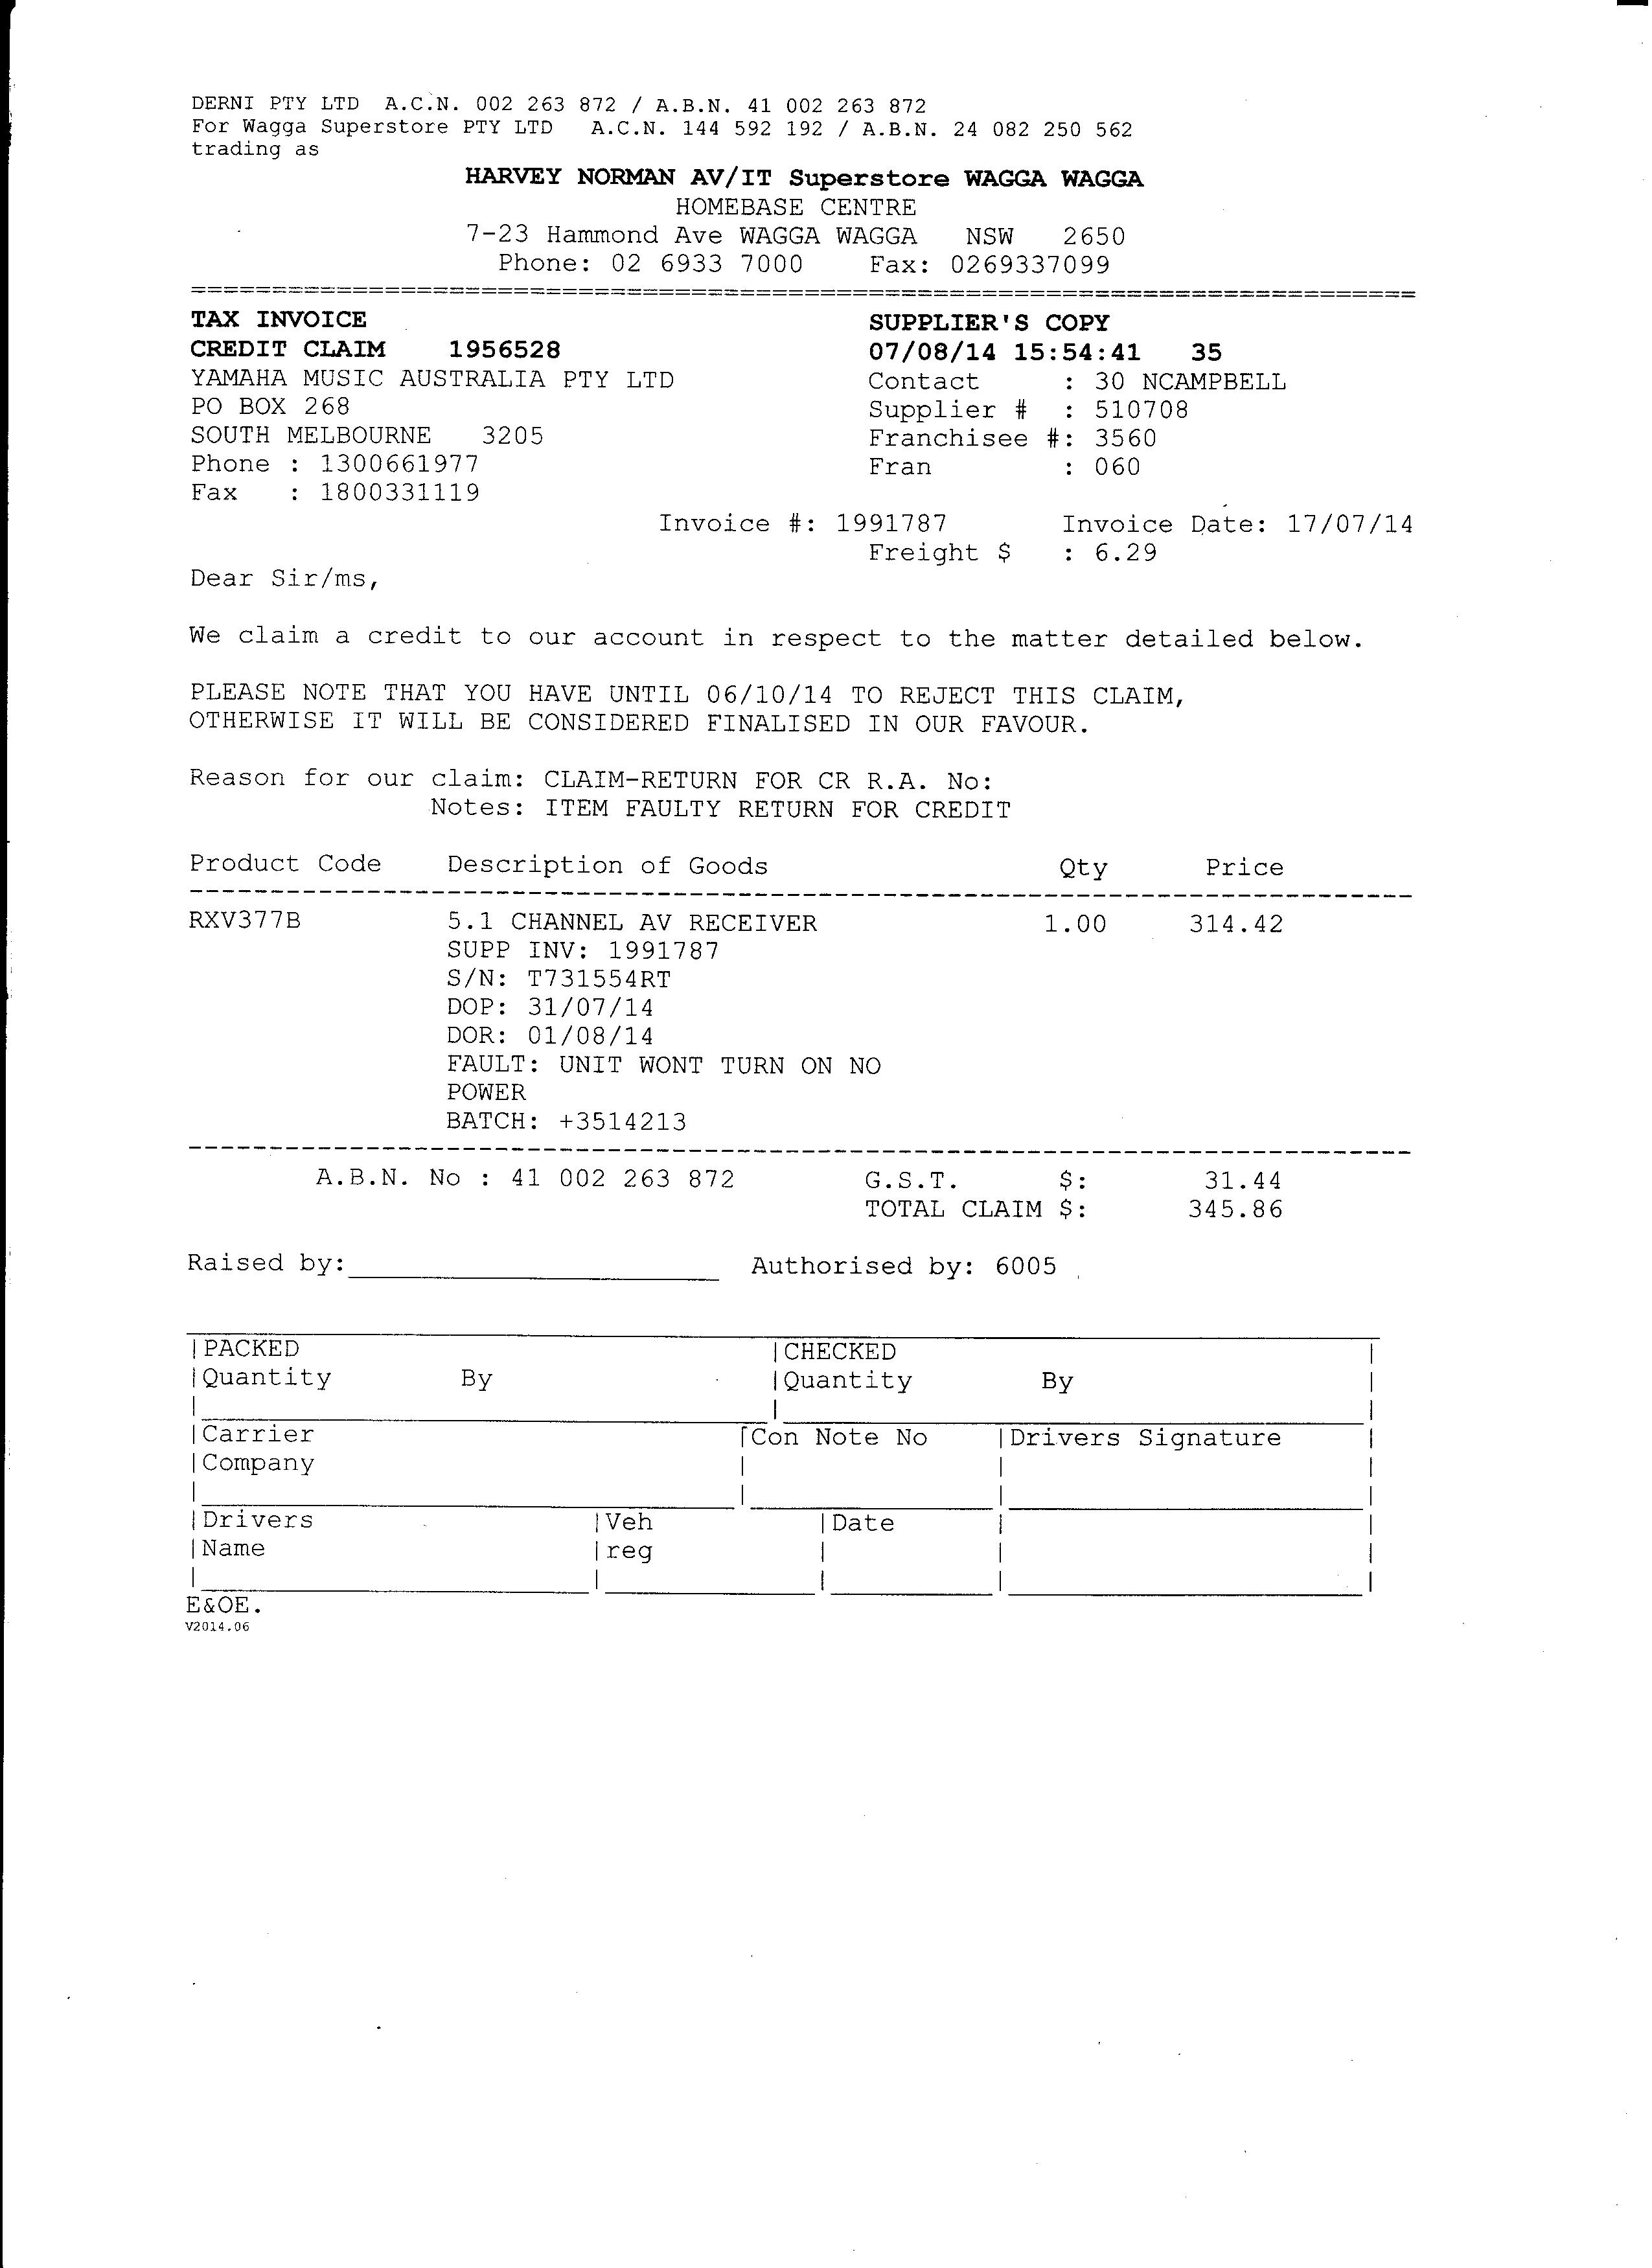 DERNI PTY LTD  A.C.N. 002 263 872 / A.B.N. 41 002 263 872
For Wagga Superstore PTY LTD   A.C.N. 144 592 192 / A.B.N. 24 082 250 562
trading as
HARVEY NORMAN AV/IT Superstore WAGGA WAGGA
HOMEBASE CENTRE
7-23 Hammond Ave WAGGA WAGGA   NSW   2650
Phone: 02 6933 7000    Fax: 0269337099
TAX INVOICE    SUPPLIER'S COPY
CREDIT CLAIM    1956528    07/08/14 15:54:41   35
YAMAHA MUSIC AUSTRALIA PTY LTD    Contact     : 30 NCAMPBELL
PO BOX 268    Supplier #  : 510708
SOUTH MELBOURNE   3205    Franchisee #: 3560
Phone : 1300661977    Fran        : 060
Fax   : 1800331119
Invoice #: 1991787    Invoice Date: 17/07/14
Freight $   : 6.29
Dear Sir/ms,
We claim a credit to our account in respect to the matter detailed below.
PLEASE NOTE THAT YOU HAVE UNTIL 06/10/14 TO REJECT THIS CLAIM,
OTHERWISE IT WILL BE CONSIDERED FINALISED IN OUR FAVOUR.
Reason for our claim: CLAIM-RETURN FOR CR R.A. No:
Notes: ITEM FAULTY RETURN FOR CREDIT
Product Code    Description of Goods    Qty    Price
RXV377B    5.1 CHANNEL AV RECEIVER    1.00    314.42
SUPP INV: 1991787
S/N: T731554RT
DOP: 31/07/14
DOR: 01/08/14
FAULT: UNIT WONT TURN ON NO
POWER
BATCH: +3514213
A.B.N. No : 41 002 263 872    G.S.T.    $:    31.44
TOTAL CLAIM $:    345.86
Raised by:    Authorised by: 6005
PACKED    CHECKED
Quantity    By    Quantity    By
Carrier    Con Note No    Drivers Signature
Company
Drivers    Veh    Date
Name    reg
E&OE.
V2014.06